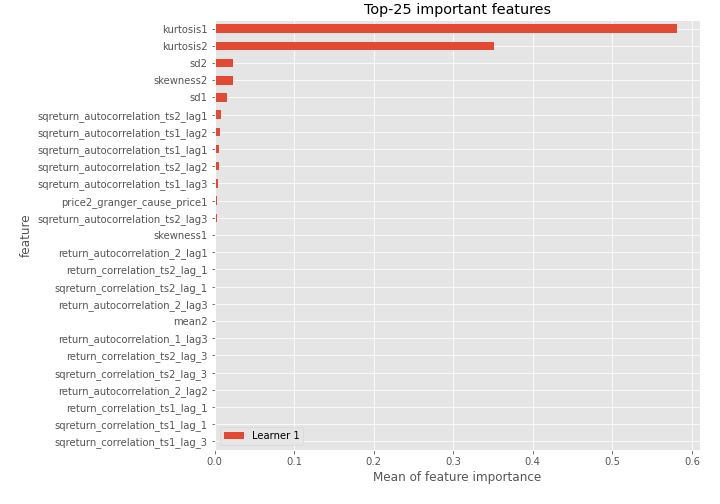 Top-25 important features
kurtosis1
kurtosis2
sd2
skewness2
sd1
sqreturn_autocorrelation_ts2_lag1
sqreturn_autocorrelation_ts1_lag2
sqreturn_autocorrelation_ts1_lag1
sqreturn_autocorrelation_ts2_lag2
sqreturn_autocorrelation_ts1_lag3
price2_granger_cause_price1
sqreturn_autocorrelation_ts2_lag3
skewness1
return_autocorrelation_2_lag1
return_correlation_ts2_lag_1
sqreturn_correlation_ts2_lag_1
return_autocorrelation_2_lag3
mean2
return_autocorrelation_1_lag3
return_correlation_ts2_lag_3
sqreturn_correlation_ts2_lag_3
return_autocorrelation_2_lag2
return_correlation_ts1_lag_1
sqreturn_correlation_ts1_lag_1
sqreturn_correlation_ts1_lag_3
feature
Learner 1
0.0 0.1 0.2 0.3 0.4 0.5 0.6
Mean of feature importance